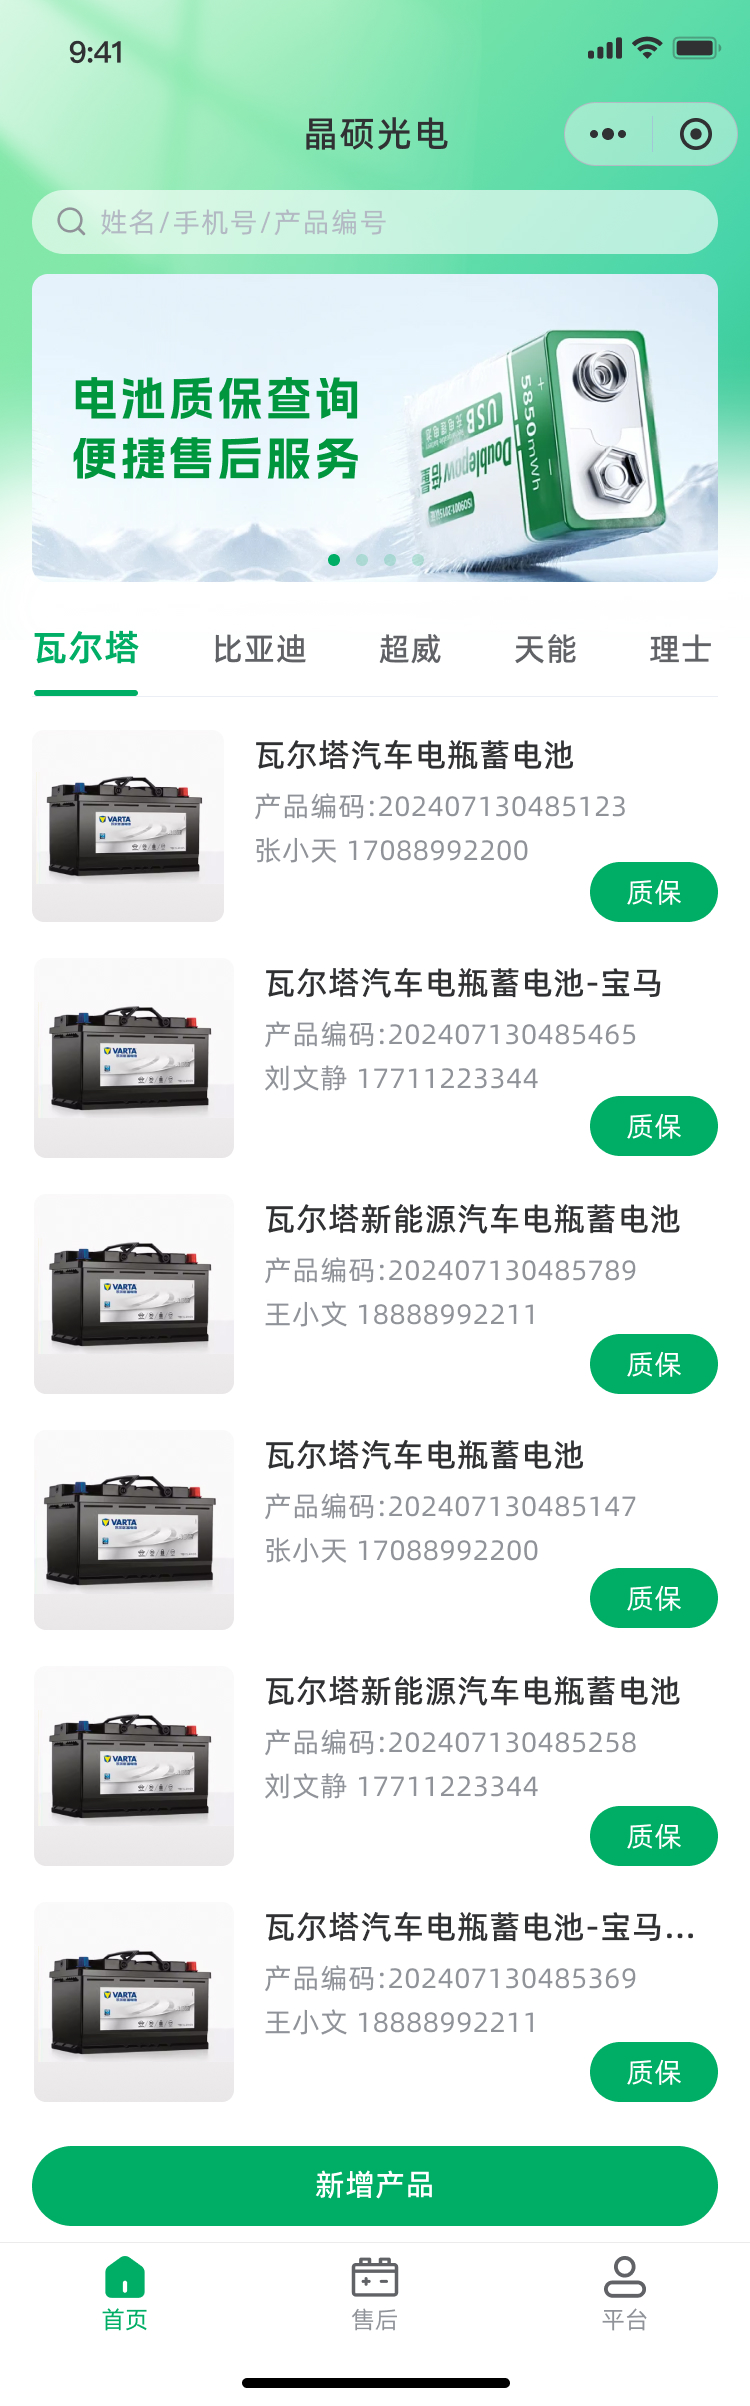 9:41
晶硕光电
姓名/手机号/产品编号
电池质保查询
便捷售后服务
5850mWh
USB
Doublepow 倍量
ISO9001:2015认证
瓦尔塔 比亚迪 超威 天能 理士
瓦尔塔汽车电瓶蓄电池
产品编码:202407130485123
张小天 17088992200
质保
VARTA
瓦尔塔汽车电瓶蓄电池-宝马
产品编码:202407130485465
刘文静 17711223344
质保
VARTA
瓦尔塔新能源汽车电瓶蓄电池
产品编码:202407130485789
王小文 18888992211
质保
VARTA
瓦尔塔汽车电瓶蓄电池
产品编码:202407130485147
张小天 17088992200
质保
VARTA
瓦尔塔新能源汽车电瓶蓄电池
产品编码:202407130485258
刘文静 17711223344
质保
VARTA
瓦尔塔汽车电瓶蓄电池-宝马...
产品编码:202407130485369
王小文 18888992211
质保
VARTA
新增产品
首页 售后 平台